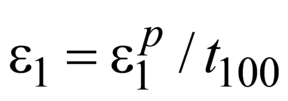 ε₁ = ε₁ᵖ / t₁₀₀